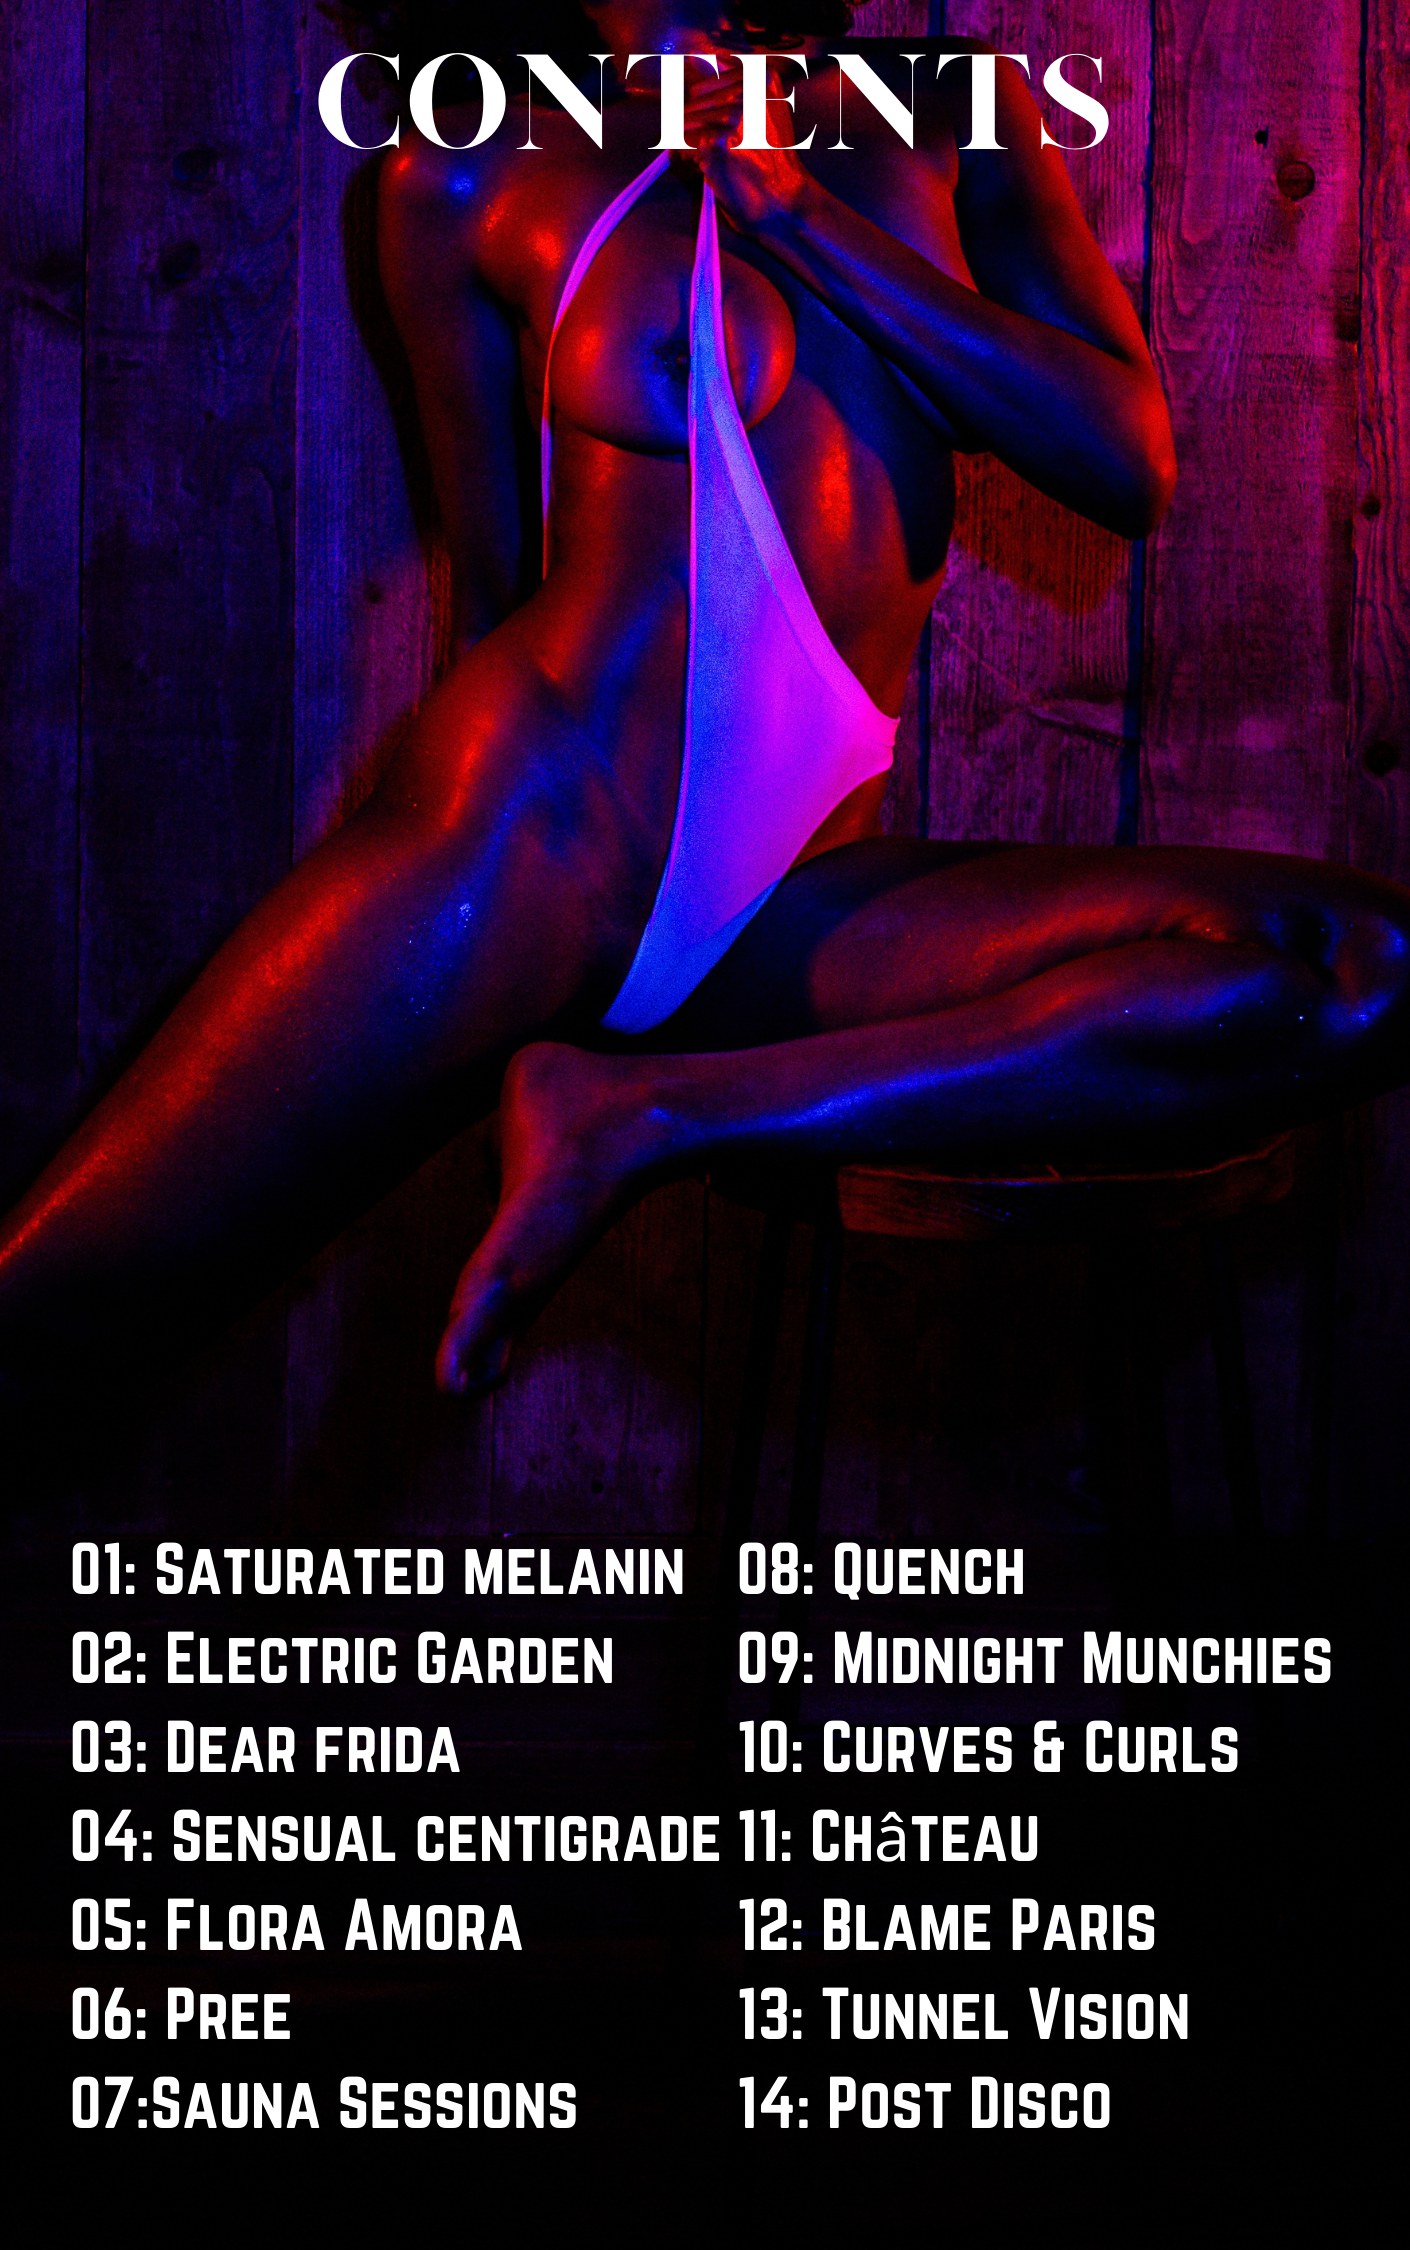 CONTENTS
01: Saturated melanin
02: Electric Garden
03: Dear frida
04: Sensual centigrade
05: Flora Amora
06: Pree
07:Sauna Sessions
08: Quench
09: Midnight Munchies
10: Curves & Curls
11: Château
12: Blame Paris
13: Tunnel Vision
14: Post Disco